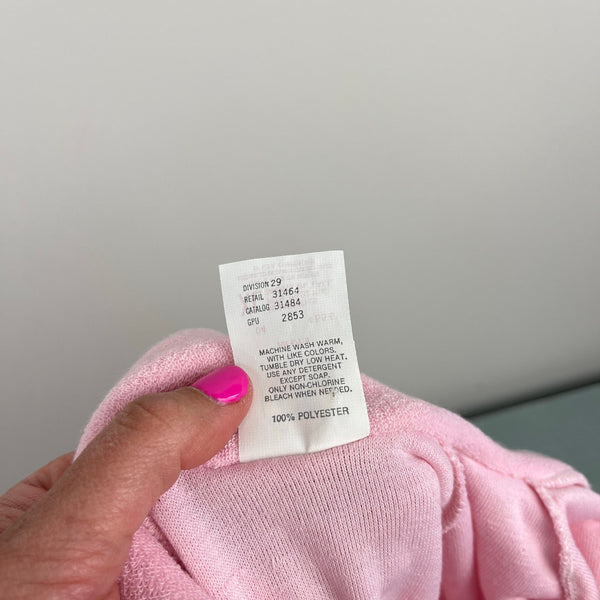 DIVISION 29
RETAIL 31464
CATALOG 31484
GPU 2853
MACHINE WASH WARM,
WITH LIKE COLORS.
TUMBLE DRY LOW HEAT.
USE ANY DETERGENT
EXCEPT SOAP.
ONLY NON-CHLORINE
BLEACH WHEN NEEDED.
100% POLYESTER